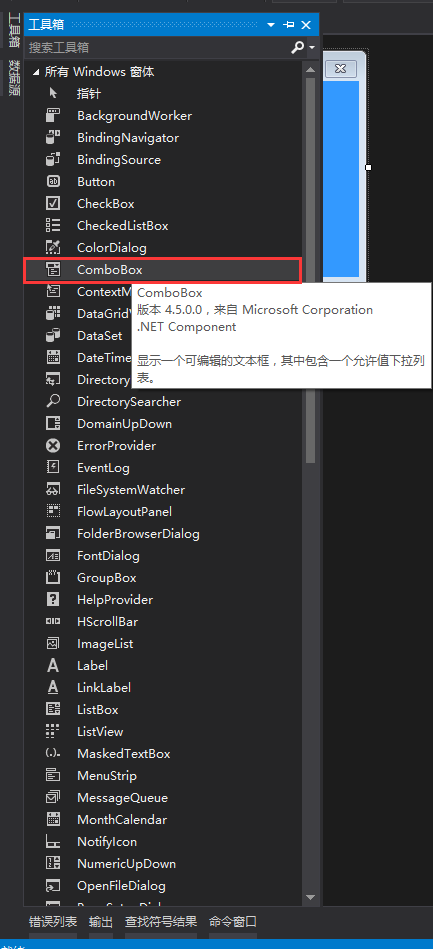 工具箱
数据源
工具箱
搜索工具箱
所有 Windows 窗体
指针
BackgroundWorker
BindingNavigator
BindingSource
Button
CheckBox
CheckedListBox
ColorDialog
ComboBox
ContextM
ComboBox
版本 4.5.0.0，来自 Microsoft Corporation
.NET Component
显示一个可编辑的文本框，其中包含一个允许值下拉列
表。
DataGridV
DataSet
DateTime
Directory
DirectorySearcher
DomainUpDown
ErrorProvider
EventLog
FileSystemWatcher
FlowLayoutPanel
FolderBrowserDialog
FontDialog
GroupBox
HelpProvider
HScrollBar
ImageList
Label
LinkLabel
ListBox
ListView
MaskedTextBox
MenuStrip
MessageQueue
MonthCalendar
NotifyIcon
NumericUpDown
OpenFileDialog
错误列表 输出 查找符号结果 命令窗口